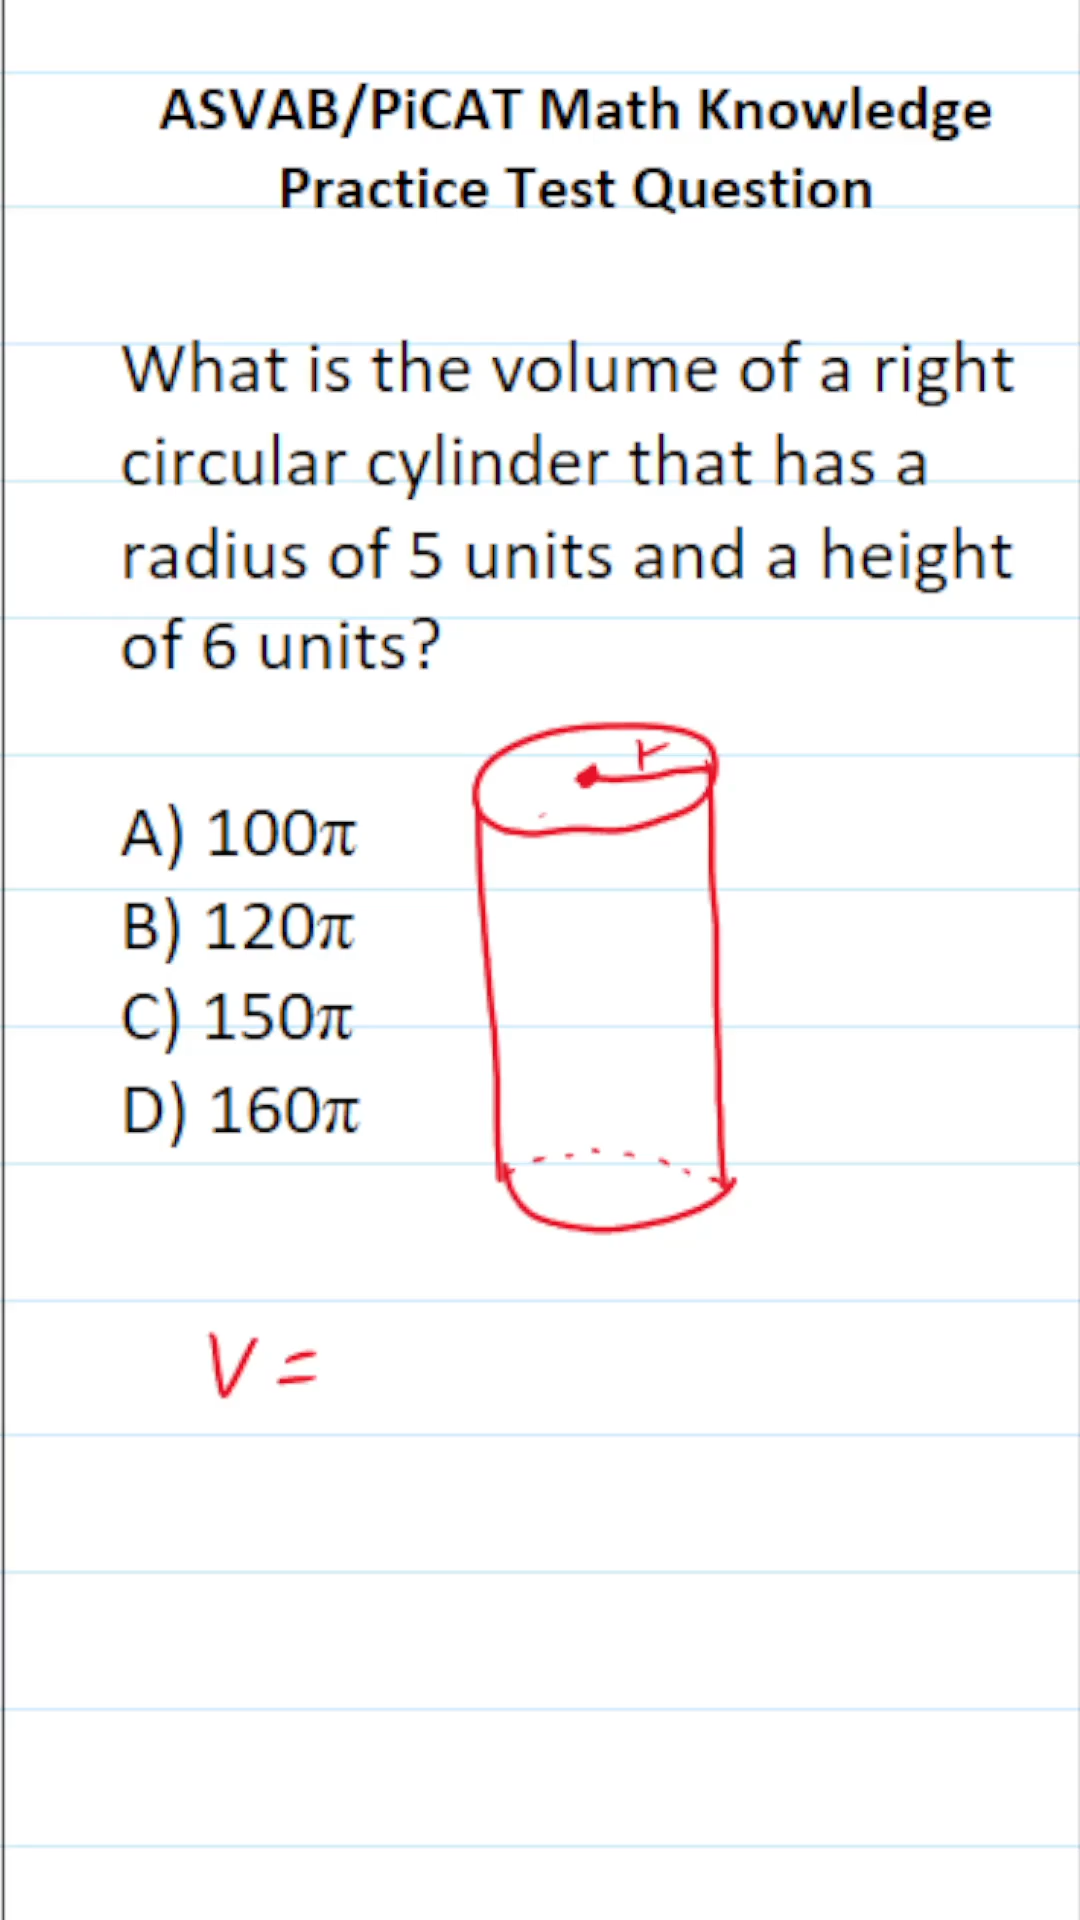 ASVAB/PiCAT Math Knowledge
Practice Test Question
What is the volume of a right
circular cylinder that has a
radius of 5 units and a height
of 6 units?
r
A) 100π
B) 120π
C) 150π
D) 160π
V =